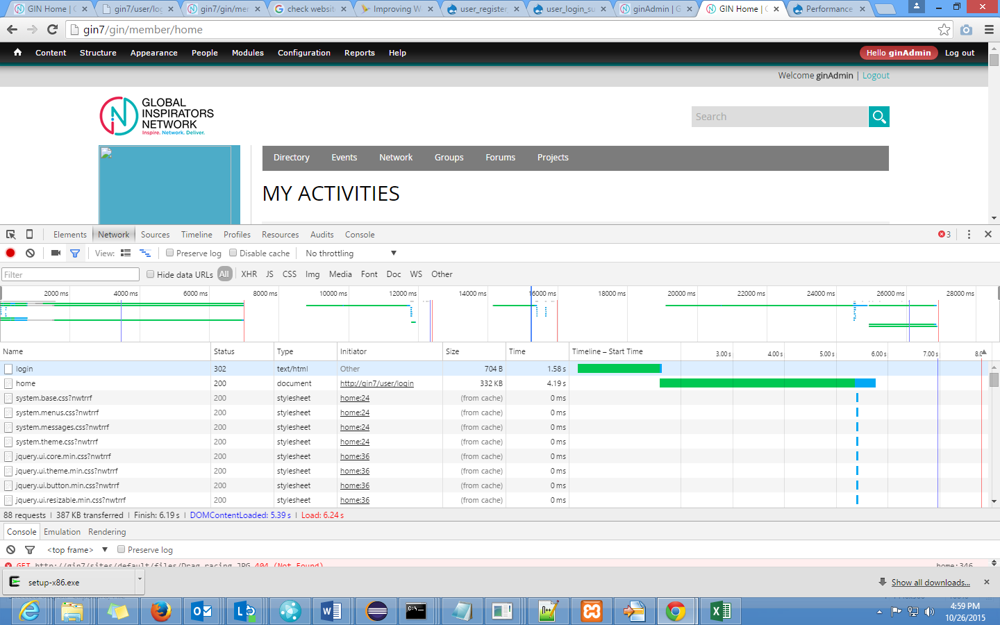 GIN Home | C
gin7/user/log
gin7/gin/mer
check website
Improving W
user_register
user_login_su
ginAdmin | G
GIN Home | C
Performance
gin7/gin/member/home
Content Structure Appearance People Modules Configuration Reports Help
Hello ginAdmin Log out
Welcome ginAdmin | Logout
GLOBAL
INSPIRATORS
NETWORK
Inspire. Network. Deliver.
Search
Directory Events Network Groups Forums Projects
MY ACTIVITIES
Elements Network Sources Timeline Profiles Resources Audits Console
3
View: Preserve log Disable cache No throttling
Filter Hide data URLs All XHR JS CSS Img Media Font Doc WS Other
2000 ms 4000 ms 6000 ms 8000 ms 10000 ms 12000 ms 14000 ms 16000 ms 18000 ms 20000 ms 22000 ms 24000 ms 26000 ms 28000 ms
Name Status Type Initiator Size Time Timeline – Start Time 3.00 s 4.00 s 5.00 s 6.00 s 7.00 s 8.0
login 302 text/html Other 704 B 1.58 s
home 200 document http://gin7/user/login 332 KB 4.19 s
system.base.css?nwtrrf 200 stylesheet home:24 (from cache) 0 ms
system.menus.css?nwtrrf 200 stylesheet home:24 (from cache) 0 ms
system.messages.css?nwtrrf 200 stylesheet home:24 (from cache) 0 ms
system.theme.css?nwtrrf 200 stylesheet home:24 (from cache) 0 ms
jquery.ui.core.min.css?nwtrrf 200 stylesheet home:36 (from cache) 0 ms
jquery.ui.theme.min.css?nwtrrf 200 stylesheet home:36 (from cache) 0 ms
jquery.ui.button.min.css?nwtrrf 200 stylesheet home:36 (from cache) 0 ms
jquery.ui.resizable.min.css?nwtrrf 200 stylesheet home:36 (from cache) 0 ms
88 requests | 387 KB transferred | Finish: 6.19 s | DOMContentLoaded: 5.39 s | Load: 6.24 s
Console Emulation Rendering
<top frame> Preserve log
GET http://gin7/sites/default/files/Drag racing.JPG 404 (Not Found) home:346
setup-x86.exe
Show all downloads...
4:59 PM
10/26/2015